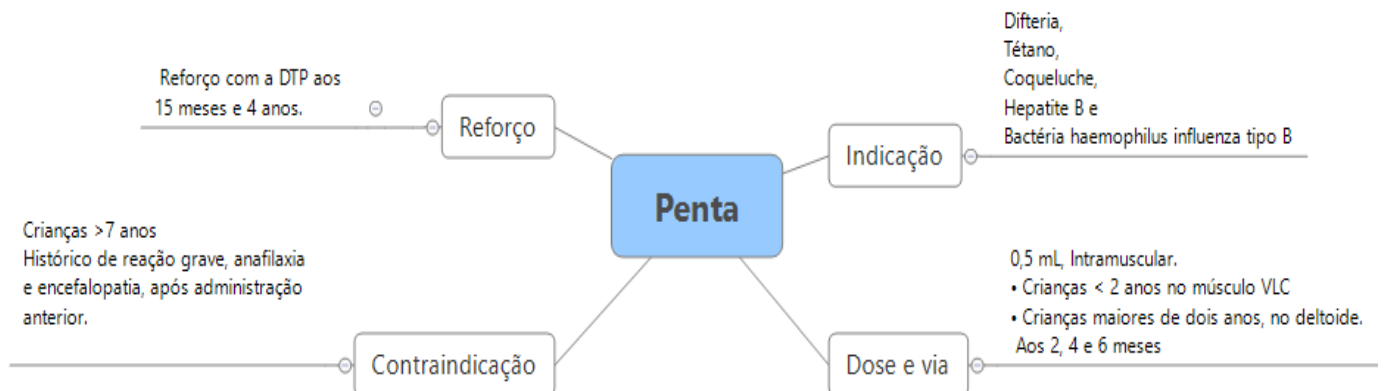 Penta
Indicação
Difteria,
Tétano,
Coqueluche,
Hepatite B e
Bactéria haemophilus influenza tipo B
Dose e via
0,5 mL, Intramuscular.
• Crianças < 2 anos no músculo VLC
• Crianças maiores de dois anos, no deltoide.
Aos 2, 4 e 6 meses
Reforço
Reforço com a DTP aos
15 meses e 4 anos.
Contraindicação
Crianças >7 anos
Histórico de reação grave, anafilaxia
e encefalopatia, após administração
anterior.